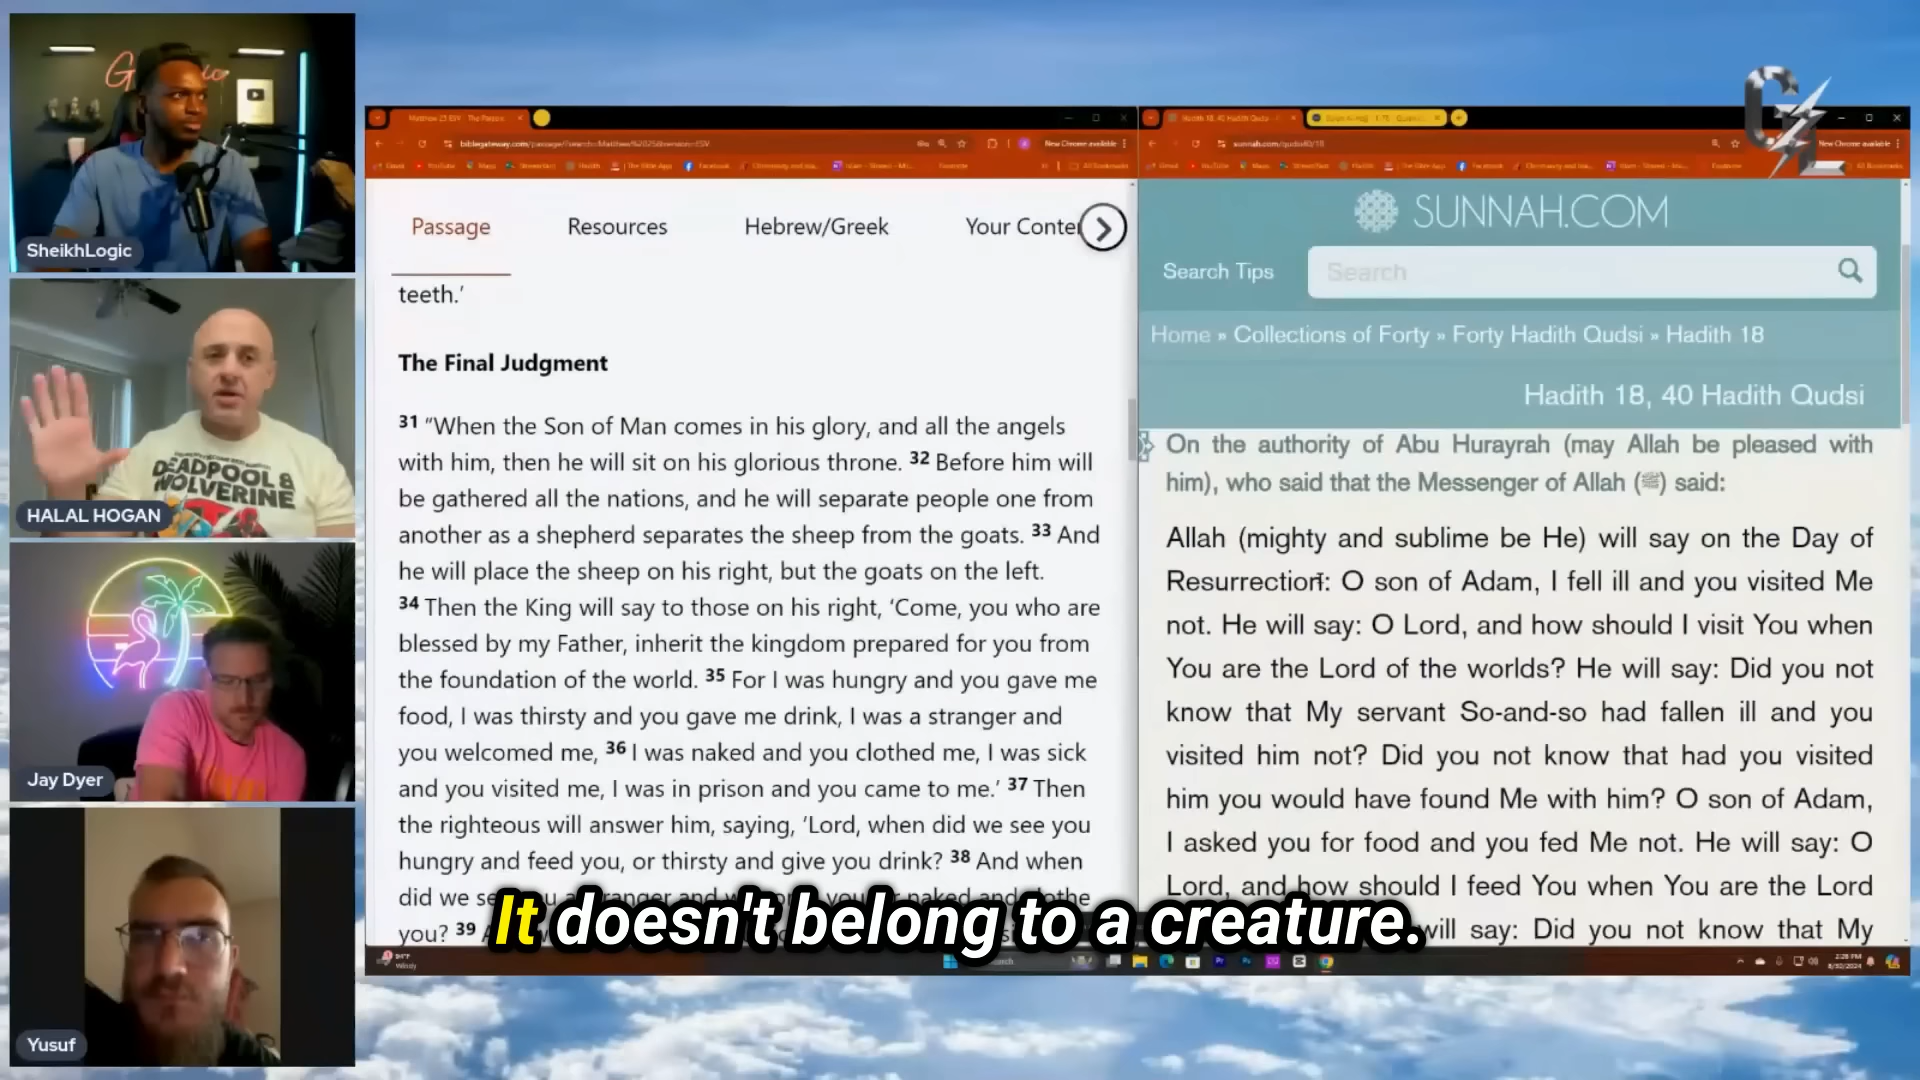 SheikhLogic
HALAL HOGAN
DEADPOOL &
WOLVERINE
Jay Dyer
Yusuf
Passage
Resources
Hebrew/Greek
Your Conte
teeth.’
The Final Judgment
31 “When the Son of Man comes in his glory, and all the angels
with him, then he will sit on his glorious throne. 32 Before him will
be gathered all the nations, and he will separate people one from
another as a shepherd separates the sheep from the goats. 33 And
he will place the sheep on his right, but the goats on the left.
34 Then the King will say to those on his right, ‘Come, you who are
blessed by my Father, inherit the kingdom prepared for you from
the foundation of the world. 35 For I was hungry and you gave me
food, I was thirsty and you gave me drink, I was a stranger and
you welcomed me, 36 I was naked and you clothed me, I was sick
and you visited me, I was in prison and you came to me.’ 37 Then
the righteous will answer him, saying, ‘Lord, when did we see you
hungry and feed you, or thirsty and give you drink? 38 And when
did we
you? 39
New Chrome available
SUNNAH.COM
Search Tips
Search
Home » Collections of Forty » Forty Hadith Qudsi » Hadith 18
Hadith 18, 40 Hadith Qudsi
On the authority of Abu Hurayrah (may Allah be pleased with
him), who said that the Messenger of Allah (ﷺ) said:
Allah (mighty and sublime be He) will say on the Day of
Resurrection: O son of Adam, I fell ill and you visited Me
not. He will say: O Lord, and how should I visit You when
You are the Lord of the worlds? He will say: Did you not
know that My servant So-and-so had fallen ill and you
visited him not? Did you not know that had you visited
him you would have found Me with him? O son of Adam,
I asked you for food and you fed Me not. He will say: O
Lord, and how should I feed You when You are the Lord
will say: Did you not know that My
New Chrome available
It doesn't belong to a creature.